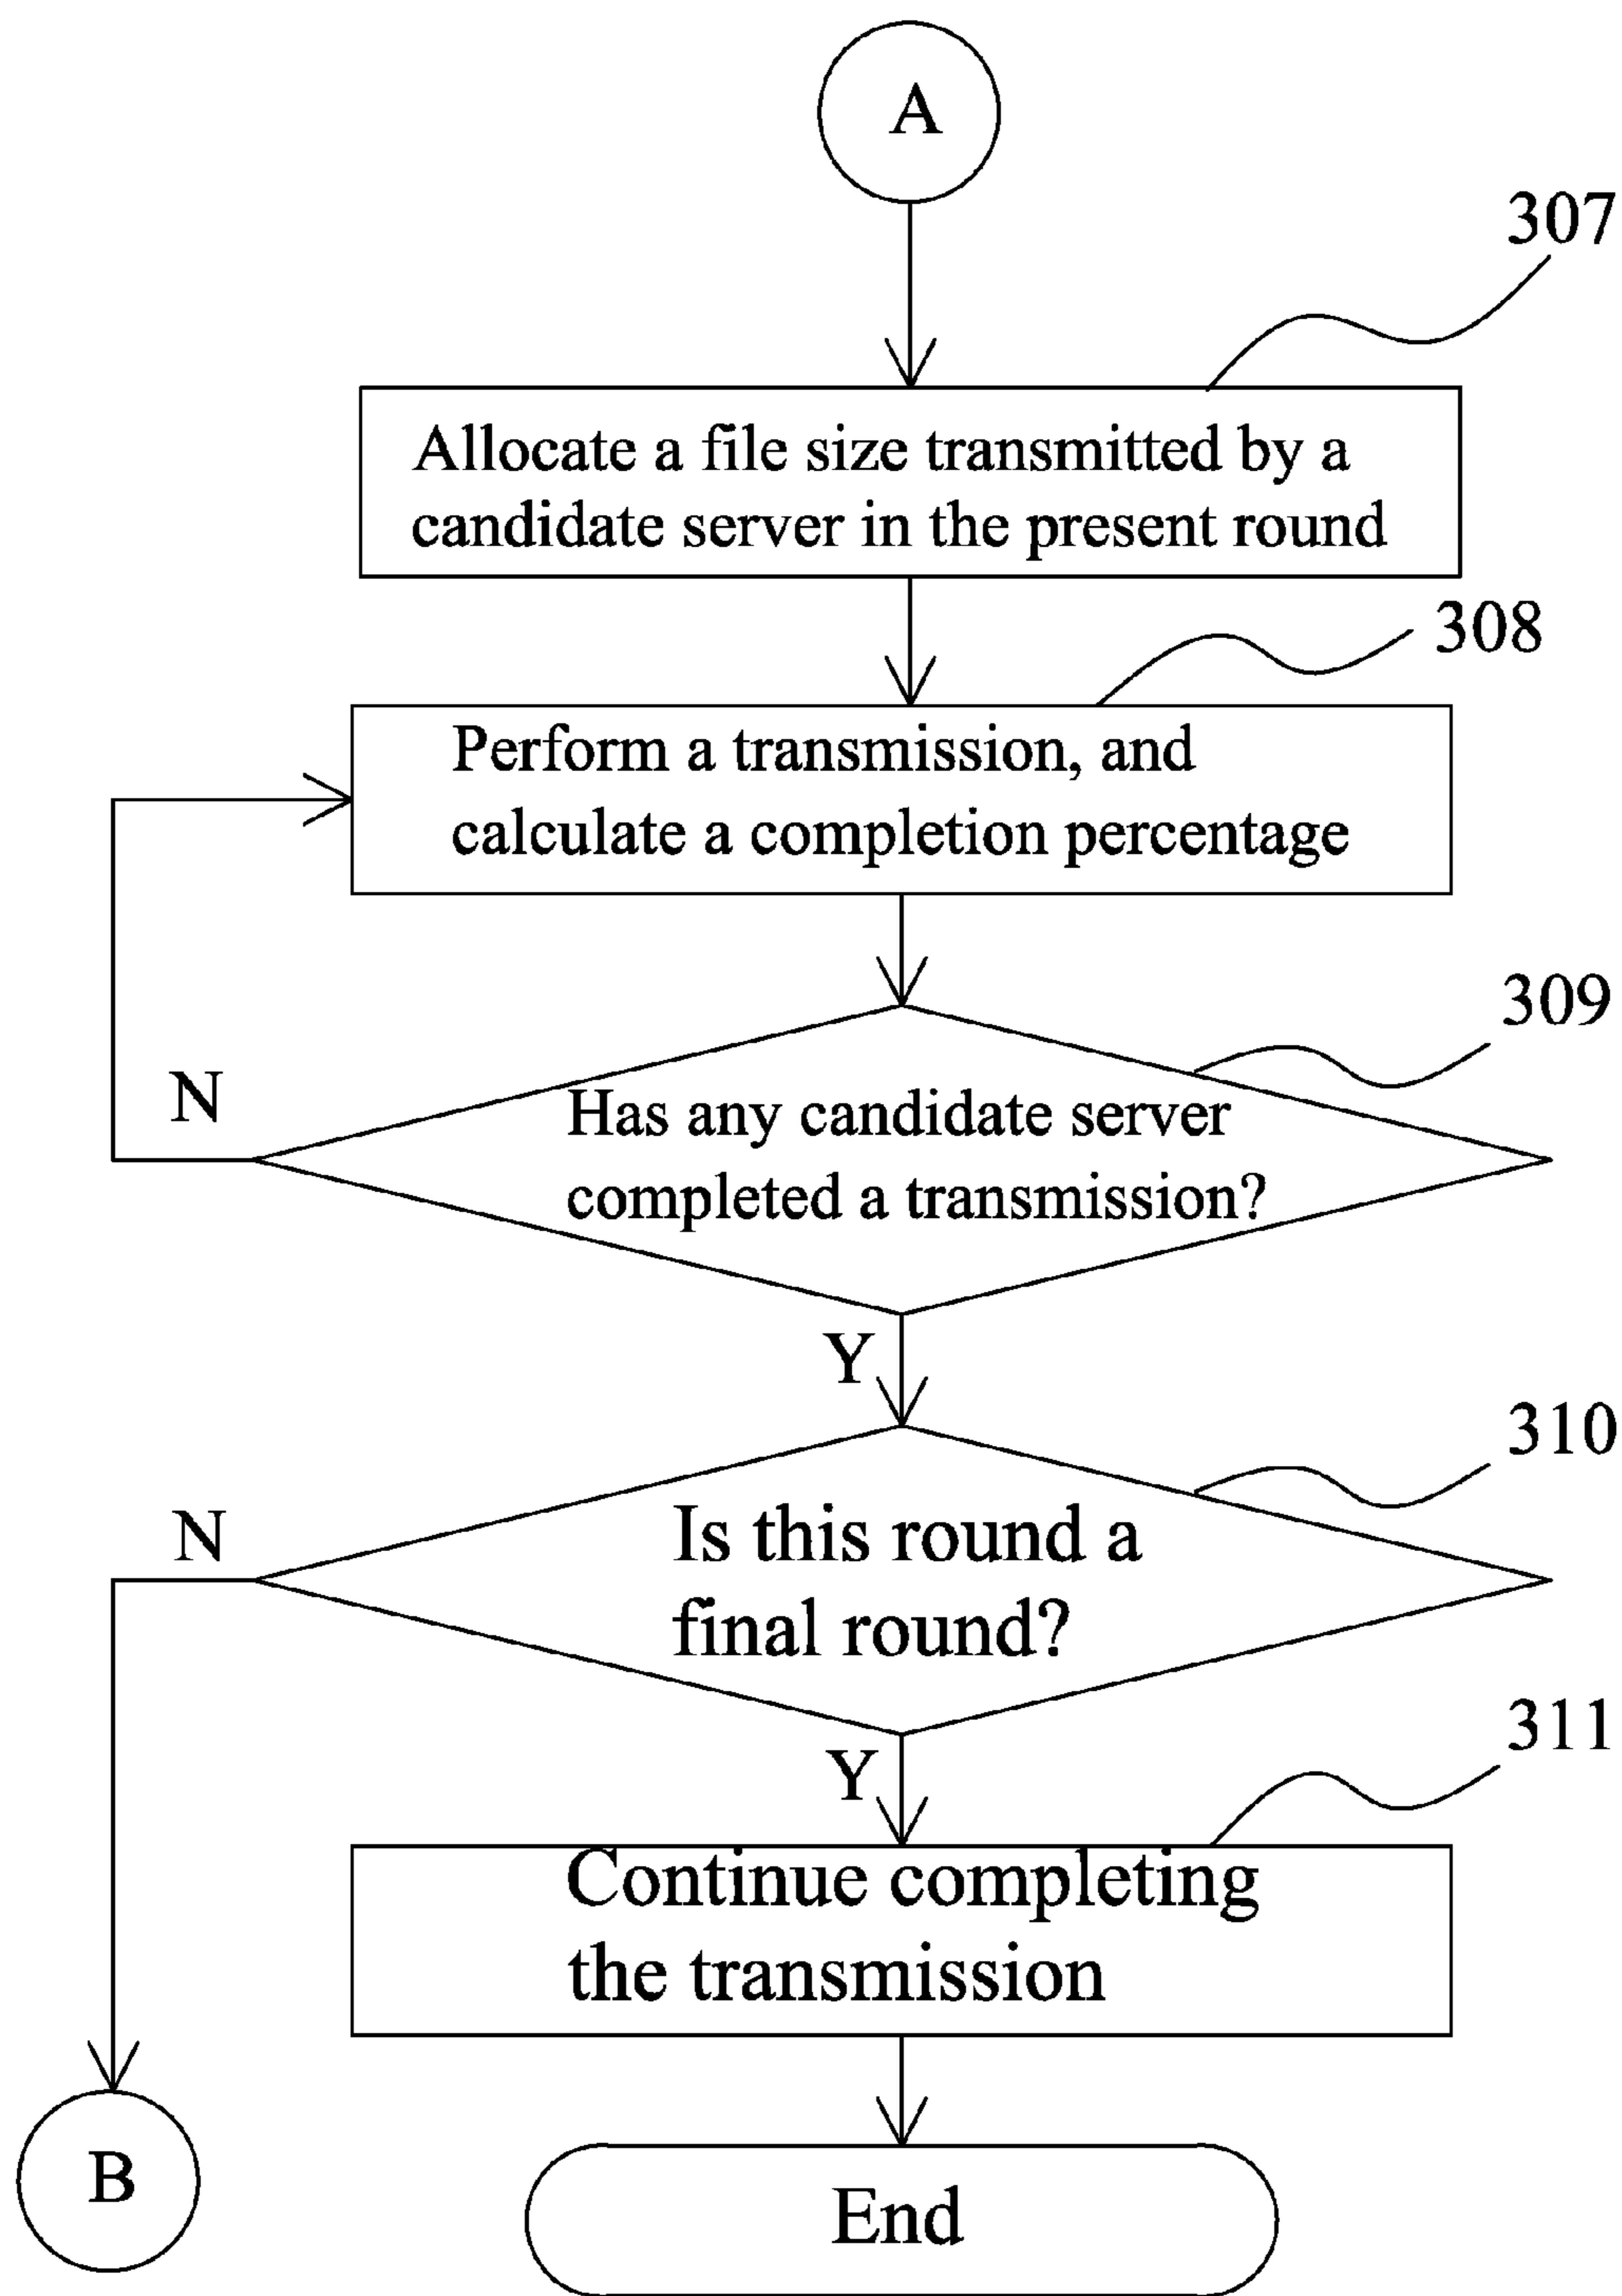 A
307
Allocate a file size transmitted by a
candidate server in the present round
308
Perform a transmission, and
calculate a completion percentage
309
N
Has any candidate server
completed a transmission?
Y
310
N
Is this round a
final round?
311
Y
Continue completing
the transmission
B
End